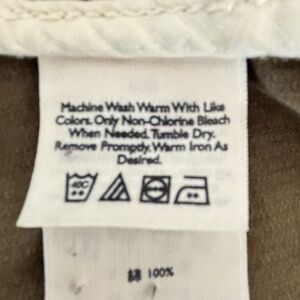 Machine Wash Warm With Like
Colors. Only Non-Chlorine Bleach
When Needed. Tumble Dry.
Remove Promptly. Warm Iron As
Desired.
40C
綿 100%